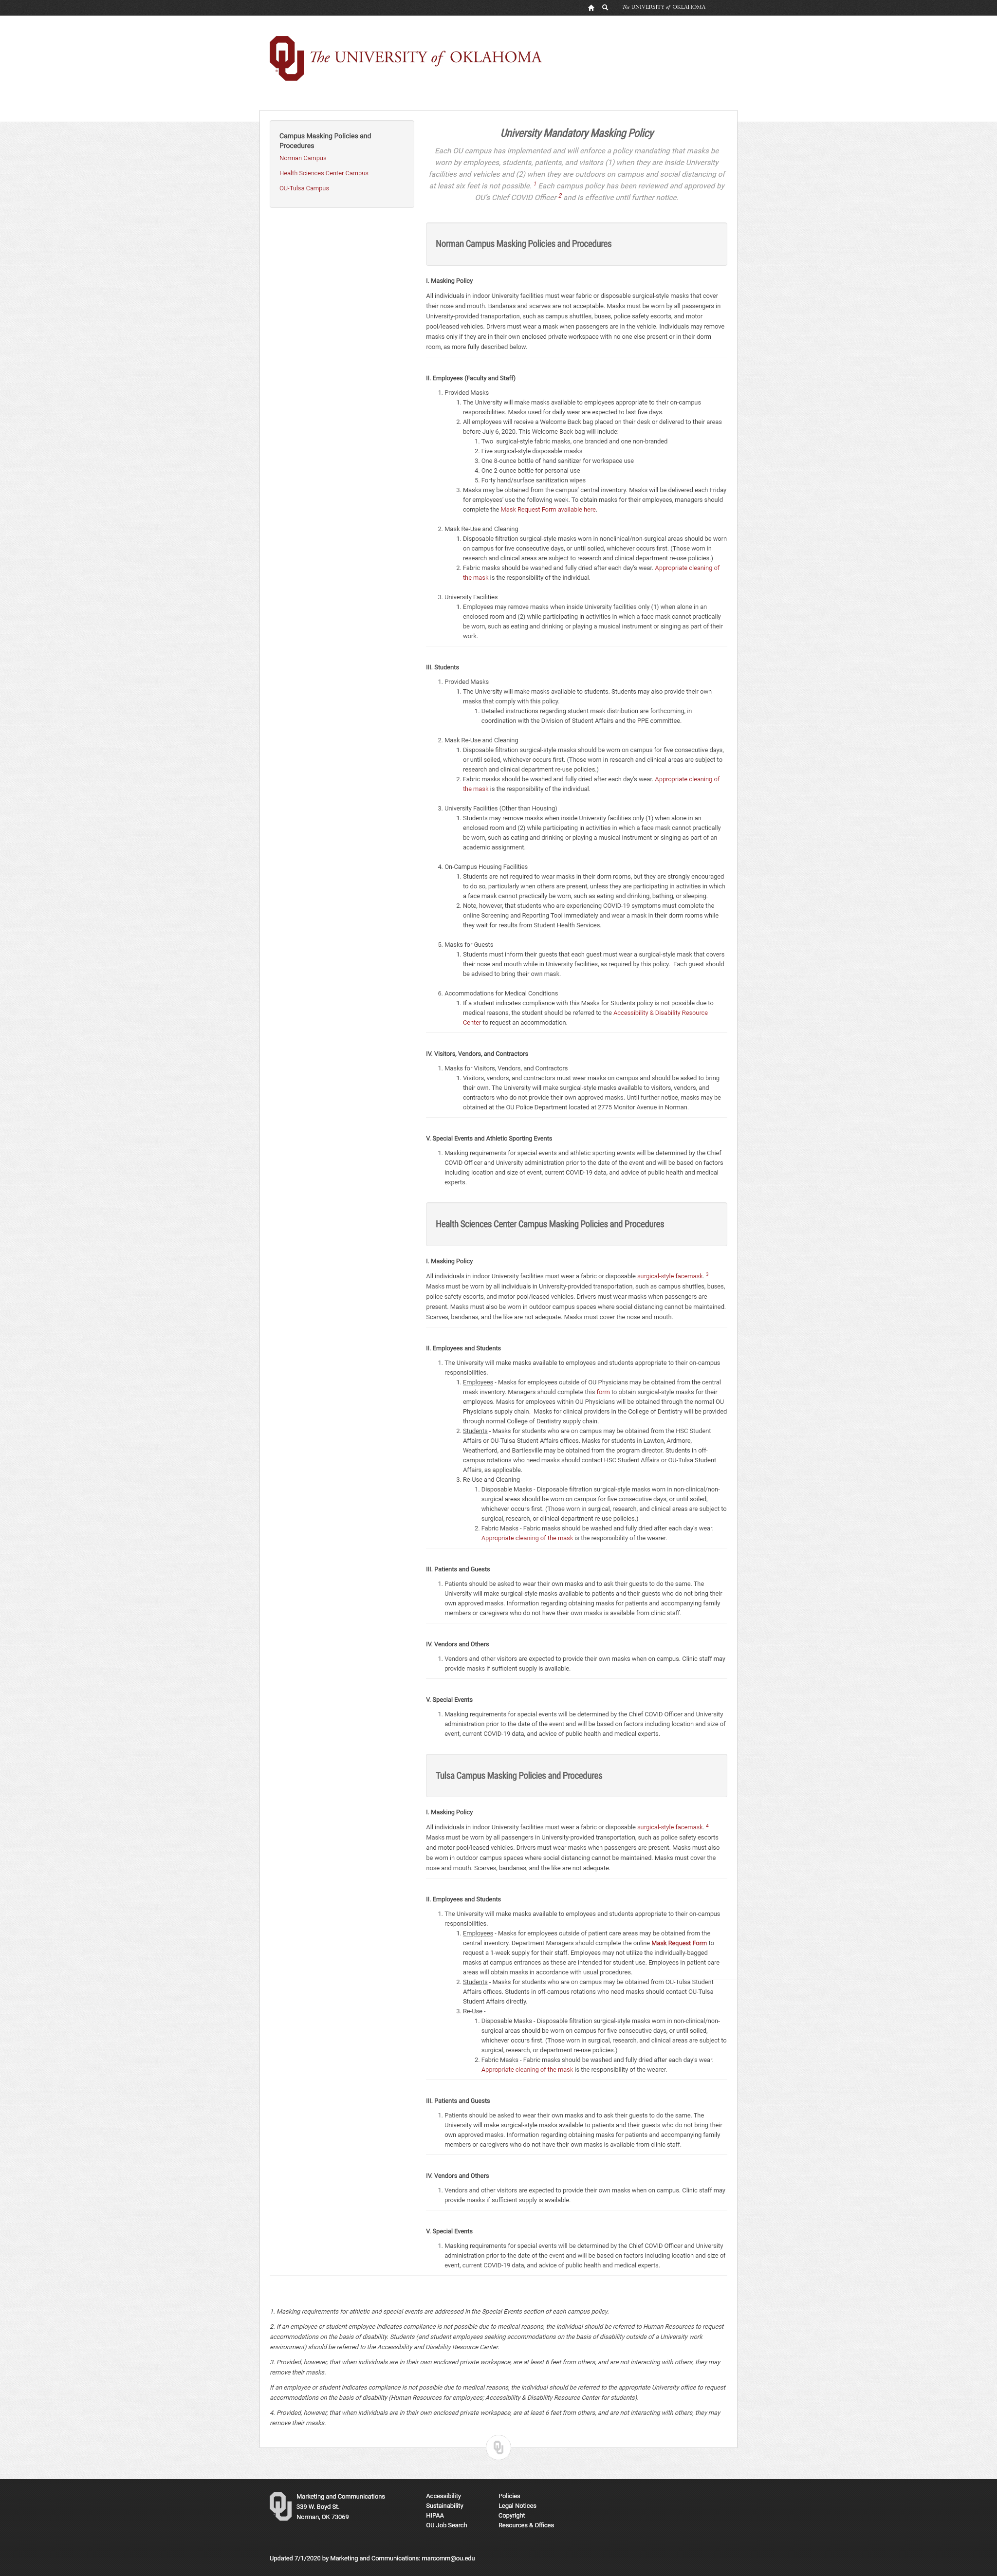 The UNIVERSITY of OKLAHOMA
OU The UNIVERSITY of OKLAHOMA
Campus Masking Policies and
Procedures
Norman Campus
Health Sciences Center Campus
OU-Tulsa Campus
University Mandatory Masking Policy
Each OU campus has implemented and will enforce a policy mandating that masks be
worn by employees, students, patients, and visitors (1) when they are inside University
facilities and vehicles and (2) when they are outdoors on campus and social distancing of
at least six feet is not possible. 1 Each campus policy has been reviewed and approved by
OU's Chief COVID Officer 2 and is effective until further notice.
Norman Campus Masking Policies and Procedures
I. Masking Policy
All individuals in indoor University facilities must wear fabric or disposable surgical-style masks that cover
their nose and mouth. Bandanas and scarves are not acceptable. Masks must be worn by all passengers in
University-provided transportation, such as campus shuttles, buses, police safety escorts, and motor
pool/leased vehicles. Drivers must wear a mask when passengers are in the vehicle. Individuals may remove
masks only if they are in their own enclosed private workspace with no one else present or in their dorm
room, as more fully described below.
II. Employees (Faculty and Staff)
1. Provided Masks
1. The University will make masks available to employees appropriate to their on-campus
responsibilities. Masks used for daily wear are expected to last five days.
2. All employees will receive a Welcome Back bag placed on their desk or delivered to their areas
before July 6, 2020. This Welcome Back bag will include:
1. Two  surgical-style fabric masks, one branded and one non-branded
2. Five surgical-style disposable masks
3. One 8-ounce bottle of hand sanitizer for workspace use
4. One 2-ounce bottle for personal use
5. Forty hand/surface sanitization wipes
3. Masks may be obtained from the campus' central inventory. Masks will be delivered each Friday
for employees' use the following week. To obtain masks for their employees, managers should
complete the Mask Request Form available here.
2. Mask Re-Use and Cleaning
1. Disposable filtration surgical-style masks worn in nonclinical/non-surgical areas should be worn
on campus for five consecutive days, or until soiled, whichever occurs first. (Those worn in
research and clinical areas are subject to research and clinical department re-use policies.)
2. Fabric masks should be washed and fully dried after each day's wear. Appropriate cleaning of
the mask is the responsibility of the individual.
3. University Facilities
1. Employees may remove masks when inside University facilities only (1) when alone in an
enclosed room and (2) while participating in activities in which a face mask cannot practically
be worn, such as eating and drinking or playing a musical instrument or singing as part of their
work.
III. Students
1. Provided Masks
1. The University will make masks available to students. Students may also provide their own
masks that comply with this policy.
1. Detailed instructions regarding student mask distribution are forthcoming, in
coordination with the Division of Student Affairs and the PPE committee.
2. Mask Re-Use and Cleaning
1. Disposable filtration surgical-style masks should be worn on campus for five consecutive days,
or until soiled, whichever occurs first. (Those worn in research and clinical areas are subject to
research and clinical department re-use policies.)
2. Fabric masks should be washed and fully dried after each day's wear. Appropriate cleaning of
the mask is the responsibility of the individual.
3. University Facilities (Other than Housing)
1. Students may remove masks when inside University facilities only (1) when alone in an
enclosed room and (2) while participating in activities in which a face mask cannot practically
be worn, such as eating and drinking or playing a musical instrument or singing as part of an
academic assignment.
4. On-Campus Housing Facilities
1. Students are not required to wear masks in their dorm rooms, but they are strongly encouraged
to do so, particularly when others are present, unless they are participating in activities in which
a face mask cannot practically be worn, such as eating and drinking, bathing, or sleeping.
2. Note, however, that students who are experiencing COVID-19 symptoms must complete the
online Screening and Reporting Tool immediately and wear a mask in their dorm rooms while
they wait for results from Student Health Services.
5. Masks for Guests
1. Students must inform their guests that each guest must wear a surgical-style mask that covers
their nose and mouth while in University facilities, as required by this policy.  Each guest should
be advised to bring their own mask.
6. Accommodations for Medical Conditions
1. If a student indicates compliance with this Masks for Students policy is not possible due to
medical reasons, the student should be referred to the Accessibility & Disability Resource
Center to request an accommodation.
IV. Visitors, Vendors, and Contractors
1. Masks for Visitors, Vendors, and Contractors
1. Visitors, vendors, and contractors must wear masks on campus and should be asked to bring
their own. The University will make surgical-style masks available to visitors, vendors, and
contractors who do not provide their own approved masks. Until further notice, masks may be
obtained at the OU Police Department located at 2775 Monitor Avenue in Norman.
V. Special Events and Athletic Sporting Events
1. Masking requirements for special events and athletic sporting events will be determined by the Chief
COVID Officer and University administration prior to the date of the event and will be based on factors
including location and size of event, current COVID-19 data, and advice of public health and medical
experts.
Health Sciences Center Campus Masking Policies and Procedures
I. Masking Policy
All individuals in indoor University facilities must wear a fabric or disposable surgical-style facemask. 3
Masks must be worn by all individuals in University-provided transportation, such as campus shuttles, buses,
police safety escorts, and motor pool/leased vehicles. Drivers must wear masks when passengers are
present. Masks must also be worn in outdoor campus spaces where social distancing cannot be maintained.
Scarves, bandanas, and the like are not adequate. Masks must cover the nose and mouth.
II. Employees and Students
1. The University will make masks available to employees and students appropriate to their on-campus
responsibilities.
1. Employees - Masks for employees outside of OU Physicians may be obtained from the central
mask inventory. Managers should complete this form to obtain surgical-style masks for their
employees. Masks for employees within OU Physicians will be obtained through the normal OU
Physicians supply chain.  Masks for clinical providers in the College of Dentistry will be provided
through normal College of Dentistry supply chain.
2. Students - Masks for students who are on campus may be obtained from the HSC Student
Affairs or OU-Tulsa Student Affairs offices. Masks for students in Lawton, Ardmore,
Weatherford, and Bartlesville may be obtained from the program director. Students in off-
campus rotations who need masks should contact HSC Student Affairs or OU-Tulsa Student
Affairs, as applicable.
3. Re-Use and Cleaning -
1. Disposable Masks - Disposable filtration surgical-style masks worn in non-clinical/non-
surgical areas should be worn on campus for five consecutive days, or until soiled,
whichever occurs first. (Those worn in surgical, research, and clinical areas are subject to
surgical, research, or clinical department re-use policies.)
2. Fabric Masks - Fabric masks should be washed and fully dried after each day's wear.
Appropriate cleaning of the mask is the responsibility of the wearer.
III. Patients and Guests
1. Patients should be asked to wear their own masks and to ask their guests to do the same. The
University will make surgical-style masks available to patients and their guests who do not bring their
own approved masks. Information regarding obtaining masks for patients and accompanying family
members or caregivers who do not have their own masks is available from clinic staff.
IV. Vendors and Others
1. Vendors and other visitors are expected to provide their own masks when on campus. Clinic staff may
provide masks if sufficient supply is available.
V. Special Events
1. Masking requirements for special events will be determined by the Chief COVID Officer and University
administration prior to the date of the event and will be based on factors including location and size of
event, current COVID-19 data, and advice of public health and medical experts.
Tulsa Campus Masking Policies and Procedures
I. Masking Policy
All individuals in indoor University facilities must wear a fabric or disposable surgical-style facemask. 4
Masks must be worn by all passengers in University-provided transportation, such as police safety escorts
and motor pool/leased vehicles. Drivers must wear masks when passengers are present. Masks must also
be worn in outdoor campus spaces where social distancing cannot be maintained. Masks must cover the
nose and mouth. Scarves, bandanas, and the like are not adequate.
II. Employees and Students
1. The University will make masks available to employees and students appropriate to their on-campus
responsibilities.
1. Employees - Masks for employees outside of patient care areas may be obtained from the
central inventory. Department Managers should complete the online Mask Request Form to
request a 1-week supply for their staff. Employees may not utilize the individually-bagged
masks at campus entrances as these are intended for student use. Employees in patient care
areas will obtain masks in accordance with usual procedures.
2. Students - Masks for students who are on campus may be obtained from OU-Tulsa Student
Affairs offices. Students in off-campus rotations who need masks should contact OU-Tulsa
Student Affairs directly.
3. Re-Use -
1. Disposable Masks - Disposable filtration surgical-style masks worn in non-clinical/non-
surgical areas should be worn on campus for five consecutive days, or until soiled,
whichever occurs first. (Those worn in surgical, research, and clinical areas are subject to
surgical, research, or department re-use policies.)
2. Fabric Masks - Fabric masks should be washed and fully dried after each day's wear.
Appropriate cleaning of the mask is the responsibility of the wearer.
III. Patients and Guests
1. Patients should be asked to wear their own masks and to ask their guests to do the same. The
University will make surgical-style masks available to patients and their guests who do not bring their
own approved masks. Information regarding obtaining masks for patients and accompanying family
members or caregivers who do not have their own masks is available from clinic staff.
IV. Vendors and Others
1. Vendors and other visitors are expected to provide their own masks when on campus. Clinic staff may
provide masks if sufficient supply is available.
V. Special Events
1. Masking requirements for special events will be determined by the Chief COVID Officer and University
administration prior to the date of the event and will be based on factors including location and size of
event, current COVID-19 data, and advice of public health and medical experts.
1. Masking requirements for athletic and special events are addressed in the Special Events section of each campus policy.
2. If an employee or student employee indicates compliance is not possible due to medical reasons, the individual should be referred to Human Resources to request
accommodations on the basis of disability. Students (and student employees seeking accommodations on the basis of disability outside of a University work
environment) should be referred to the Accessibility and Disability Resource Center.
3. Provided, however, that when individuals are in their own enclosed private workspace, are at least 6 feet from others, and are not interacting with others, they may
remove their masks.
If an employee or student indicates compliance is not possible due to medical reasons, the individual should be referred to the appropriate University office to request
accommodations on the basis of disability (Human Resources for employees; Accessibility & Disability Resource Center for students).
4. Provided, however, that when individuals are in their own enclosed private workspace, are at least 6 feet from others, and are not interacting with others, they may
remove their masks.
OU
OU Marketing and Communications
339 W. Boyd St.
Norman, OK 73069
Accessibility
Sustainability
HIPAA
OU Job Search
Policies
Legal Notices
Copyright
Resources & Offices
Updated 7/1/2020 by Marketing and Communications: marcomm@ou.edu